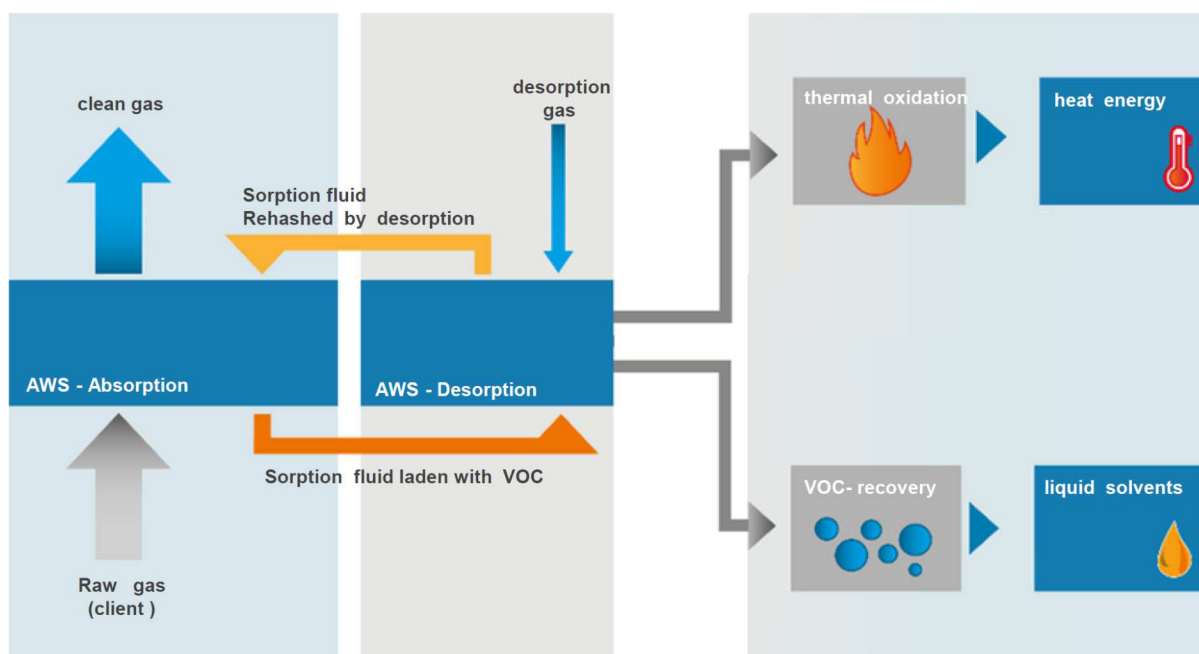 clean gas
desorption
gas
Sorption fluid
Rehashed by desorption
AWS - Absorption
AWS - Desorption
Sorption fluid laden with VOC
Raw gas
(client )
thermal oxidation
heat energy
VOC- recovery
liquid solvents